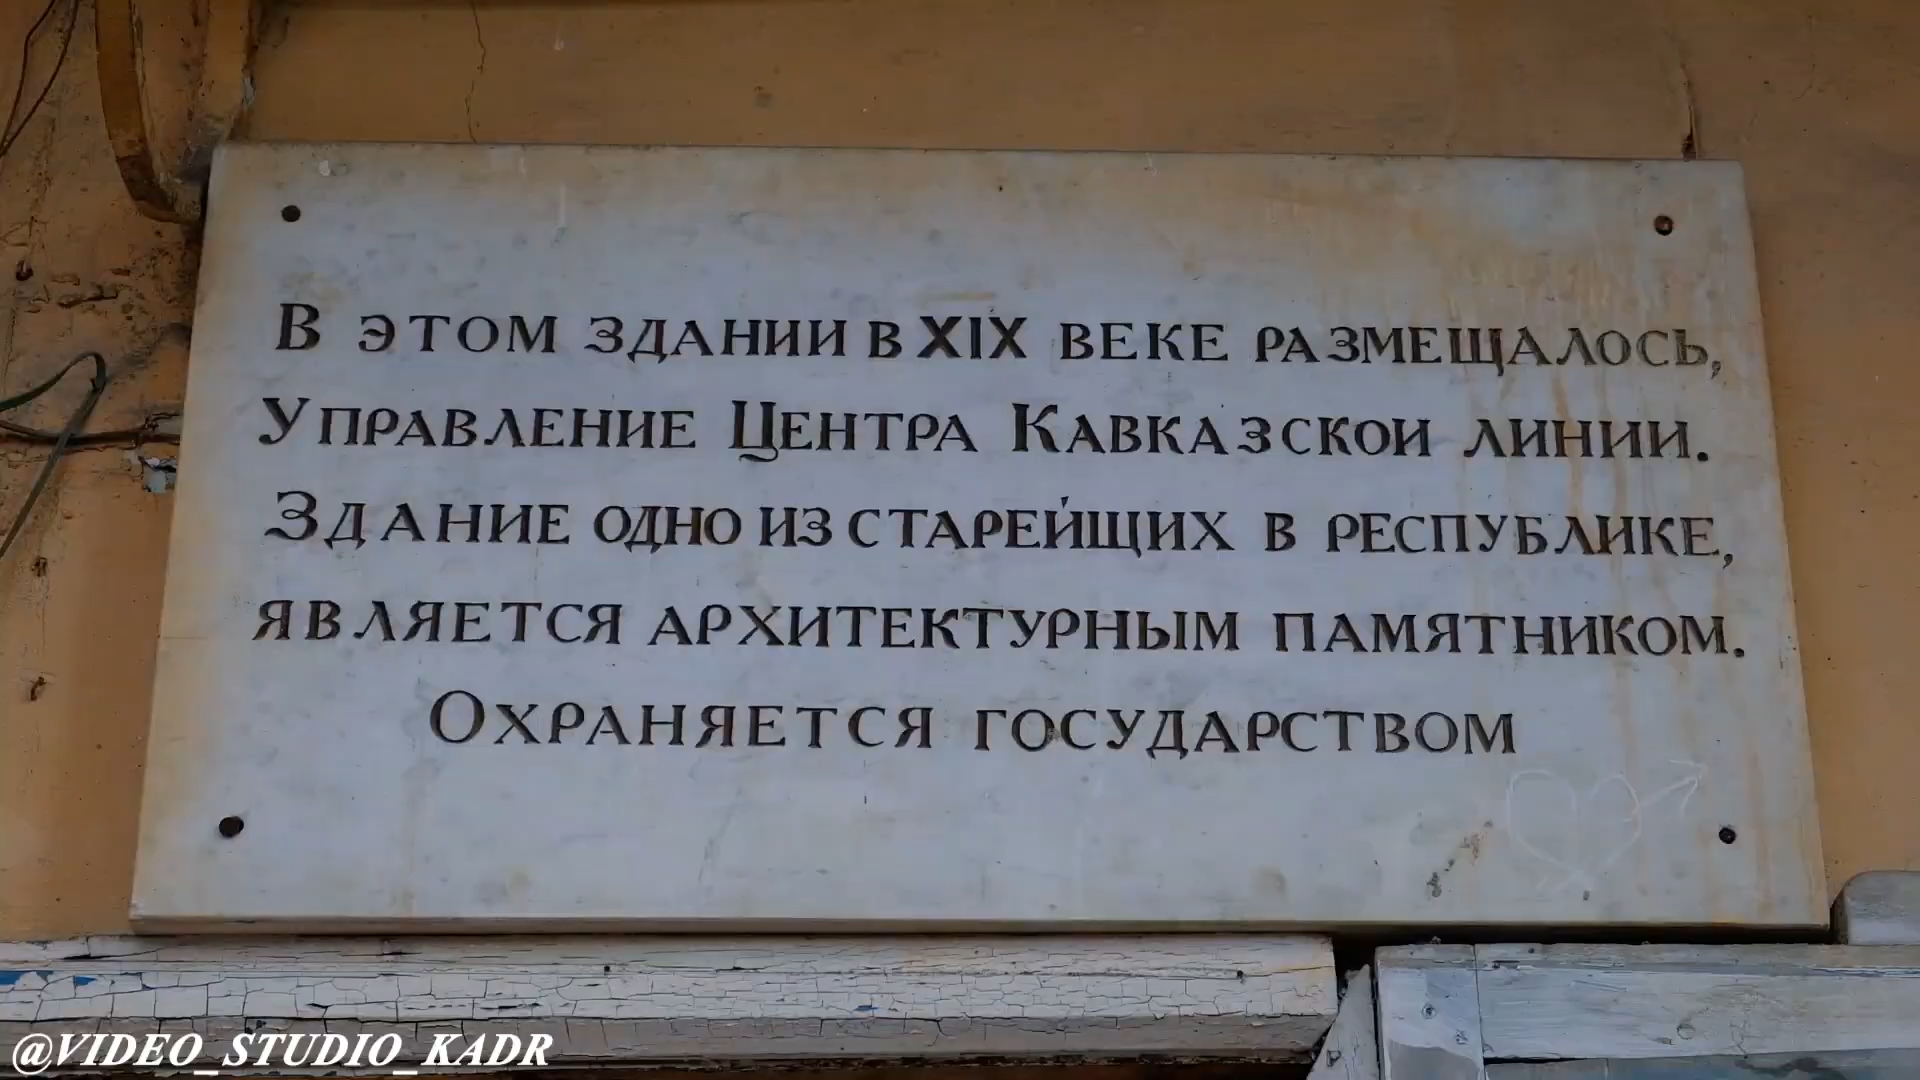 В ЭТОМ ЗДАНИИ В XIX ВЕКЕ РАЗМЕЩАЛОСЬ,
УПРАВЛЕНИЕ ЦЕНТРА КАВКАЗСКОИ ЛИНИИ.
ЗДАНИЕ ОДНО ИЗ СТАРЕЙЩИХ В РЕСПУБЛИКЕ,
ЯВЛЯЕТСЯ АРХИТЕКТУРНЫМ ПАМЯТНИКОМ.
ОХРАНЯЕТСЯ ГОСУДАРСТВОМ
@VIDEO_STUDIO_KADR